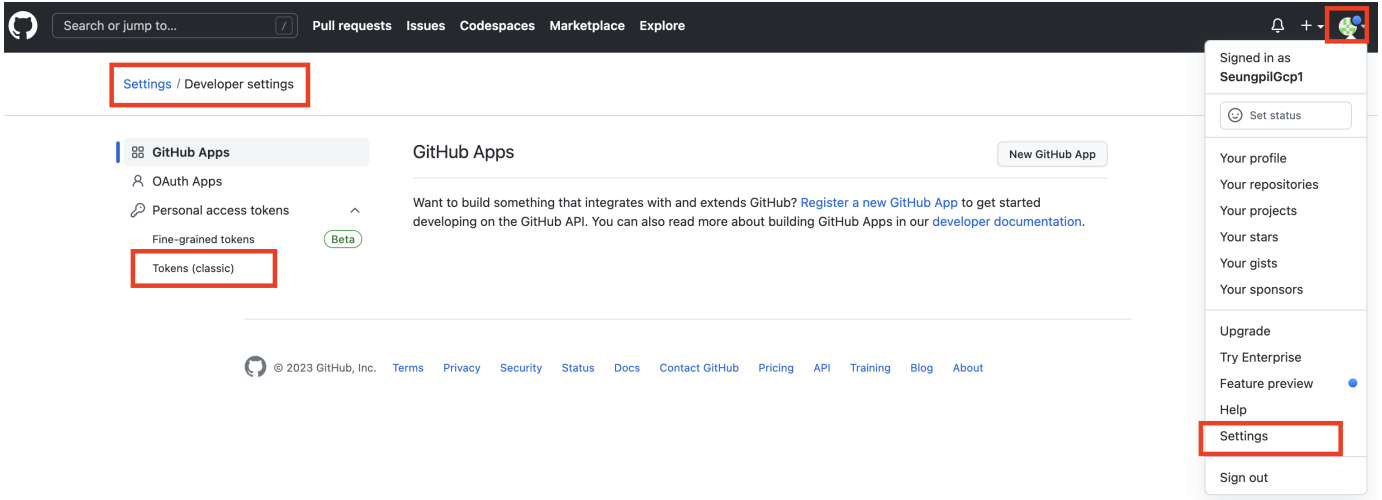 Search or jump to... /
Pull requests Issues Codespaces Marketplace Explore
Settings / Developer settings
GitHub Apps
OAuth Apps
Personal access tokens
Fine-grained tokens Beta
Tokens (classic)
GitHub Apps
New GitHub App
Want to build something that integrates with and extends GitHub? Register a new GitHub App to get started
developing on the GitHub API. You can also read more about building GitHub Apps in our developer documentation.
© 2023 GitHub, Inc. Terms Privacy Security Status Docs Contact GitHub Pricing API Training Blog About
Signed in as
SeungpilGcp1
Set status
Your profile
Your repositories
Your projects
Your stars
Your gists
Your sponsors
Upgrade
Try Enterprise
Feature preview
Help
Settings
Sign out